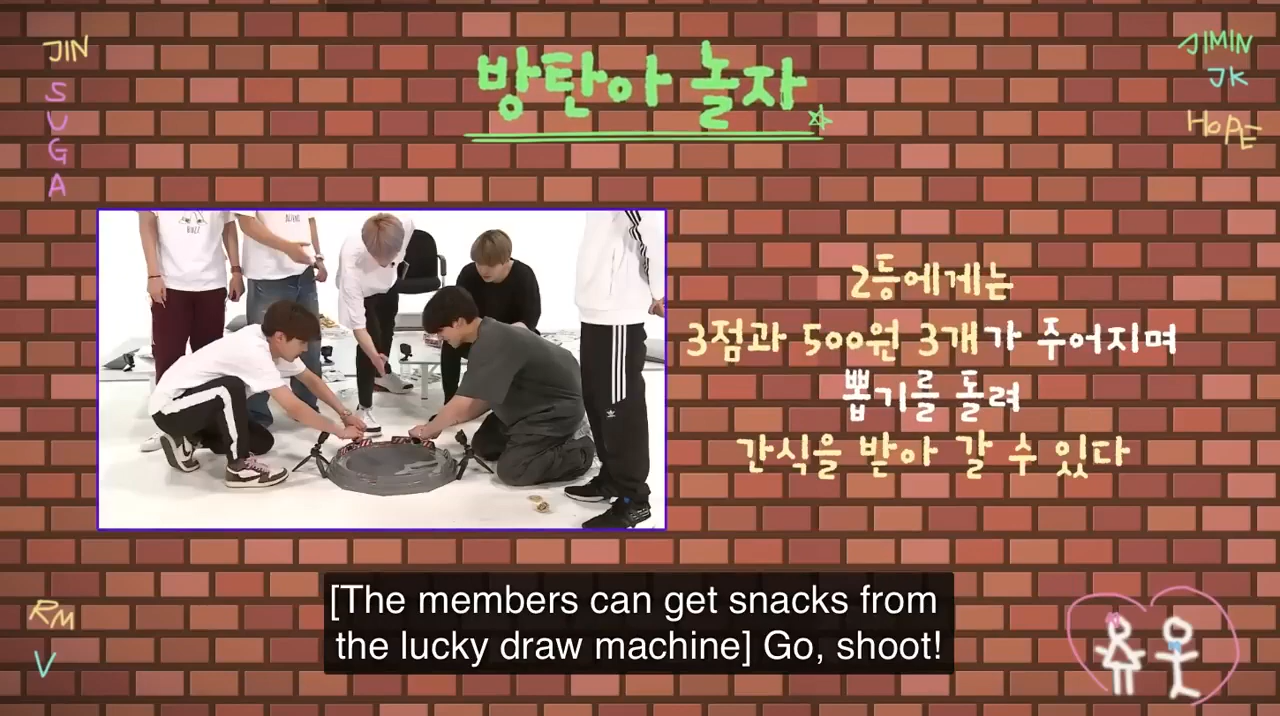 JIN
SUGA
방탄아 놀자
JIMIN
JK
HOPE
2등에게는
3점과 500원 3개가 주어지며
뽑기를 돌려
간식을 받아 갈 수 있다
RM
V
[The members can get snacks from
the lucky draw machine] Go, shoot!